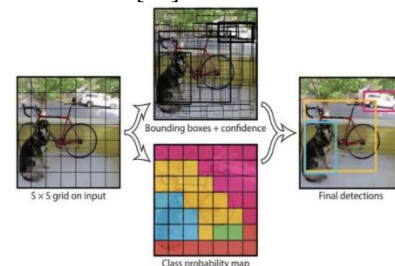 Bounding boxes + confidence
S × S grid on input
Final detections
Class probability map